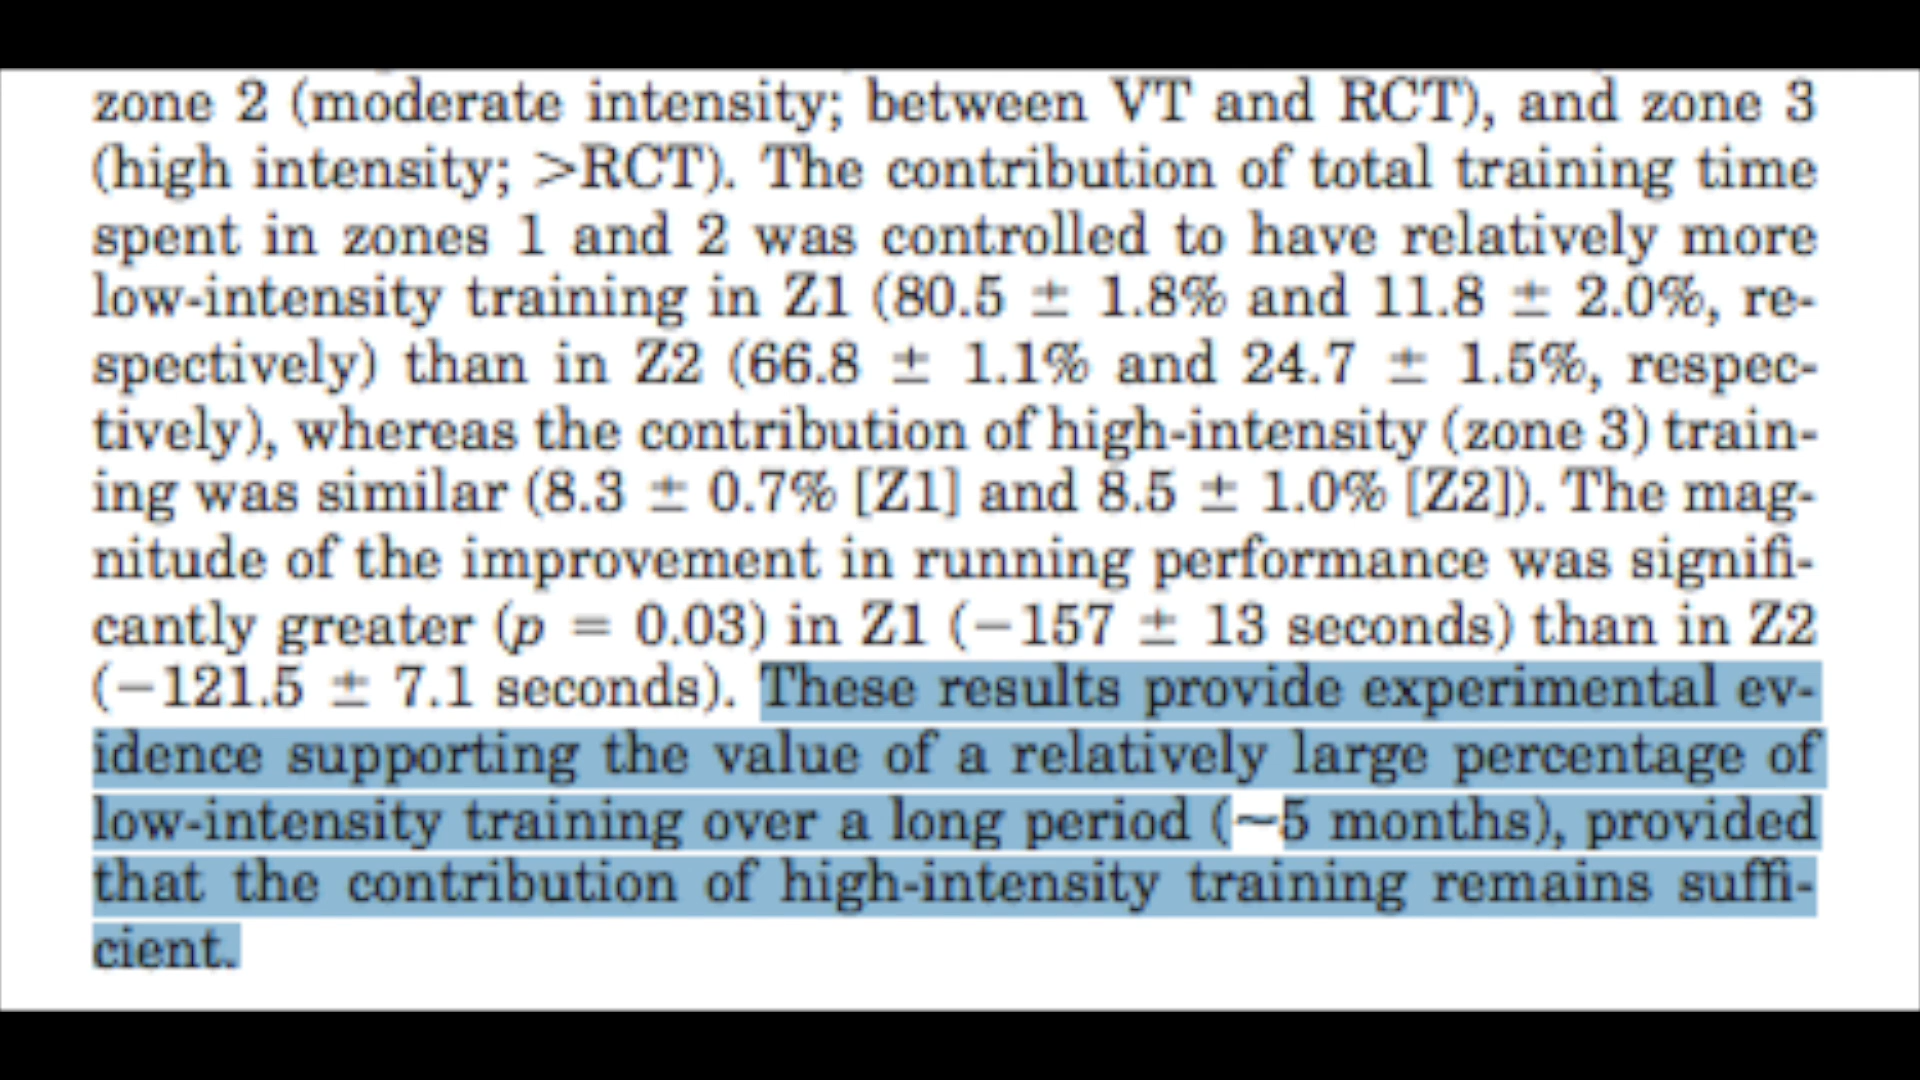 zone 2 (moderate intensity; between VT and RCT), and zone 3
(high intensity; >RCT). The contribution of total training time
spent in zones 1 and 2 was controlled to have relatively more
low-intensity training in Z1 (80.5 ± 1.8% and 11.8 ± 2.0%, re-
spectively) than in Z2 (66.8 ± 1.1% and 24.7 ± 1.5%, respec-
tively), whereas the contribution of high-intensity (zone 3) train-
ing was similar (8.3 ± 0.7% [Z1] and 8.5 ± 1.0% [Z2]). The mag-
nitude of the improvement in running performance was signifi-
cantly greater (p = 0.03) in Z1 (−157 ± 13 seconds) than in Z2
(−121.5 ± 7.1 seconds). These results provide experimental ev-
idence supporting the value of a relatively large percentage of
low-intensity training over a long period (~5 months), provided
that the contribution of high-intensity training remains suffi-
cient.